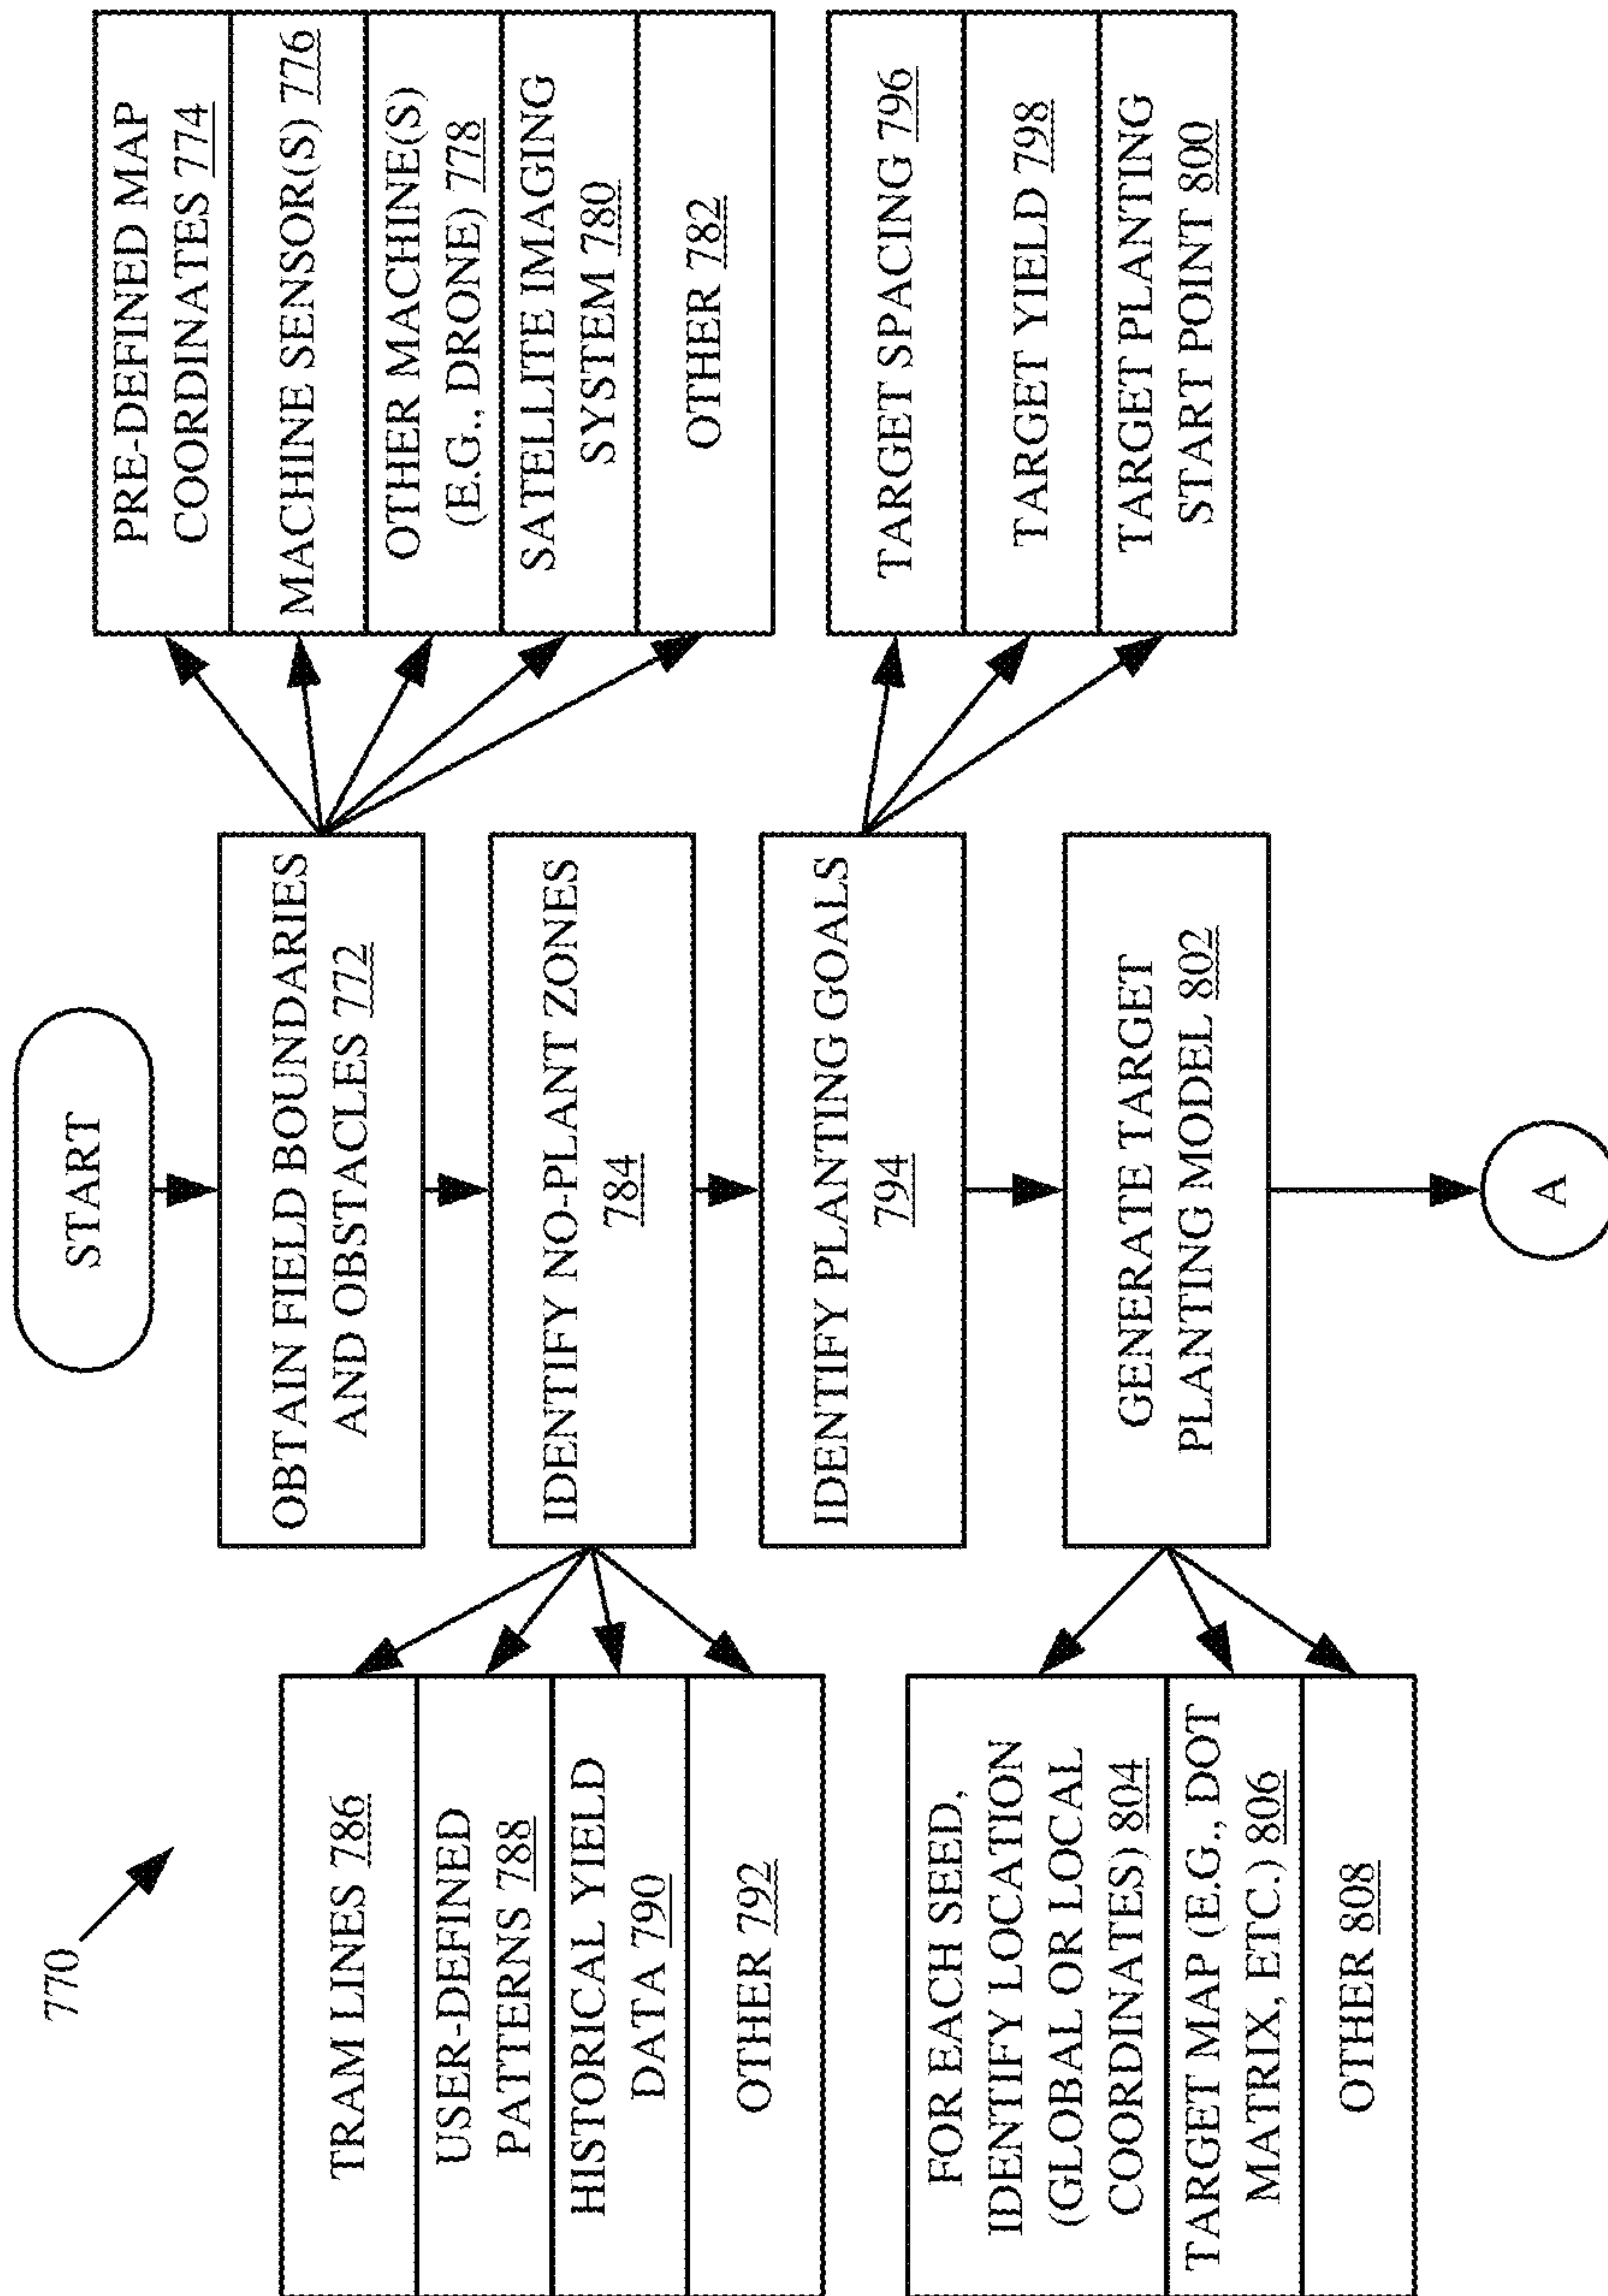 770
START
OBTAIN FIELD BOUNDARIES
AND OBSTACLES 772
PRE-DEFINED MAP
COORDINATES 774
MACHINE SENSOR(S) 776
OTHER MACHINE(S)
(E.G., DRONE) 778
SATELLITE IMAGING
SYSTEM 780
OTHER 782
IDENTIFY NO-PLANT ZONES
784
TRAM LINES 786
USER-DEFINED
PATTERNS 788
HISTORICAL YIELD
DATA 790
OTHER 792
IDENTIFY PLANTING GOALS
794
TARGET SPACING 796
TARGET YIELD 798
TARGET PLANTING
START POINT 800
GENERATE TARGET
PLANTING MODEL 802
FOR EACH SEED,
IDENTIFY LOCATION
(GLOBAL OR LOCAL
COORDINATES) 804
TARGET MAP (E.G., DOT
MATRIX, ETC.) 806
OTHER 808
A